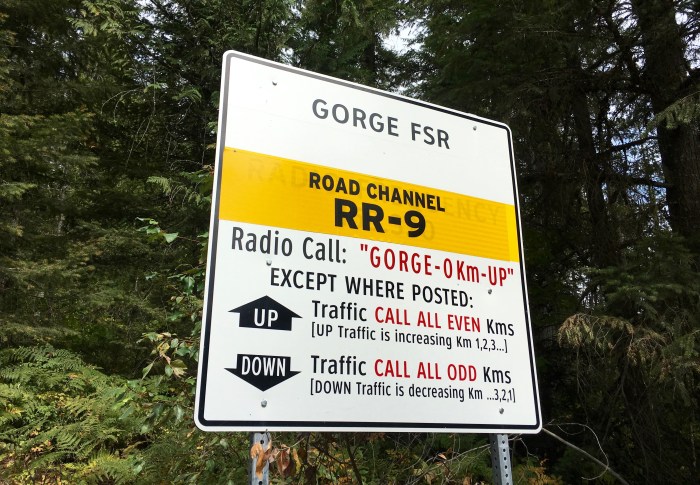 GORGE FSR
ROAD CHANNEL
RR-9
Radio Call: "GORGE-0Km-UP"
EXCEPT WHERE POSTED:
UP Traffic CALL ALL EVEN Kms
[UP Traffic is increasing Km 1,2,3...]
DOWN Traffic CALL ALL ODD Kms
[DOWN Traffic is decreasing Km ...3,2,1]